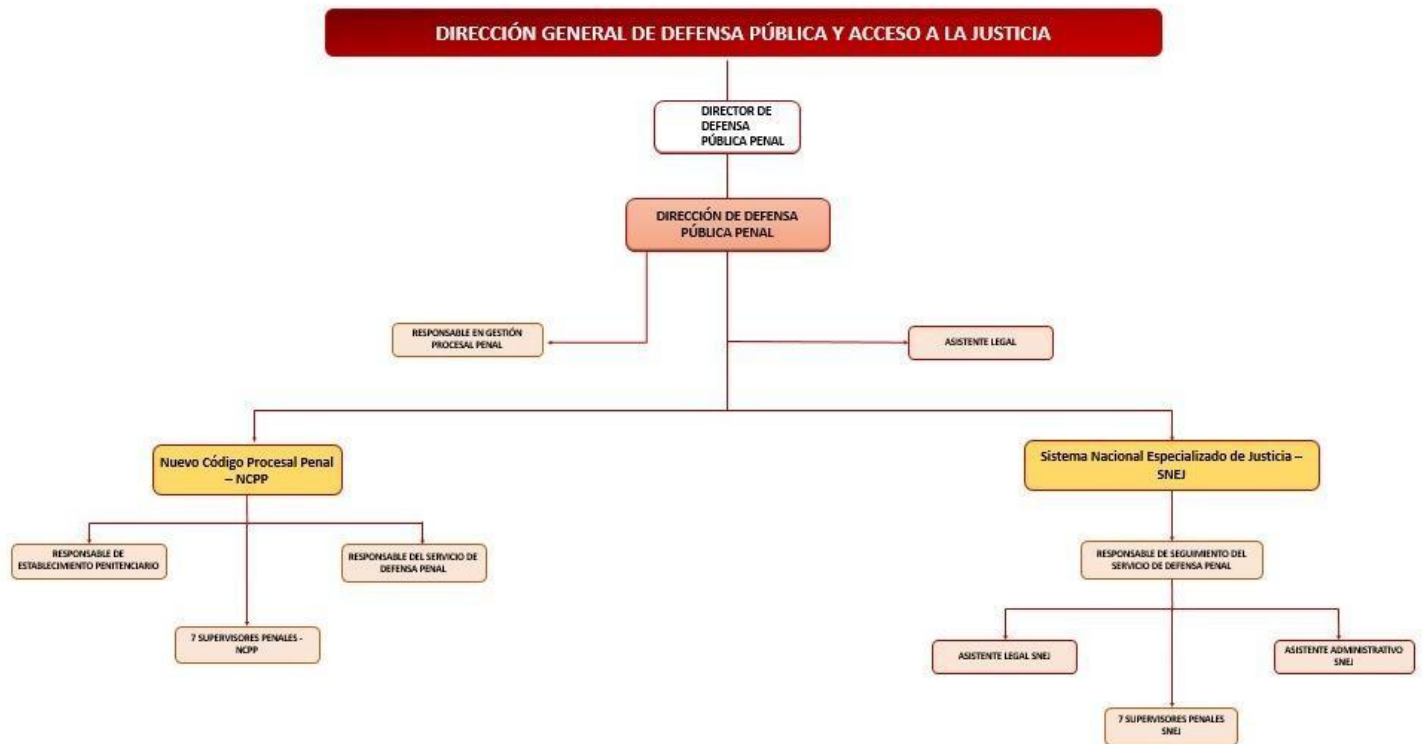 DIRECCIÓN GENERAL DE DEFENSA PÚBLICA Y ACCESO A LA JUSTICIA
DIRECTOR DE
DEFENSA
PÚBLICA PENAL
DIRECCIÓN DE DEFENSA
PÚBLICA PENAL
RESPONSABLE EN GESTIÓN
PROCESAL PENAL
ASISTENTE LEGAL
Nuevo Código Procesal Penal
– NCPP
Sistema Nacional Especializado de Justicia –
SNEJ
RESPONSABLE DE
ESTABLECIMIENTO PENITENCIARIO
RESPONSABLE DEL SERVICIO DE
DEFENSA PENAL
7 SUPERVISORES PENALES -
NCPP
RESPONSABLE DE SEGUIMIENTO DEL
SERVICIO DE DEFENSA PENAL
ASISTENTE LEGAL SNEJ
ASISTENTE ADMINISTRATIVO
SNEJ
7 SUPERVISORES PENALES
SNEJ